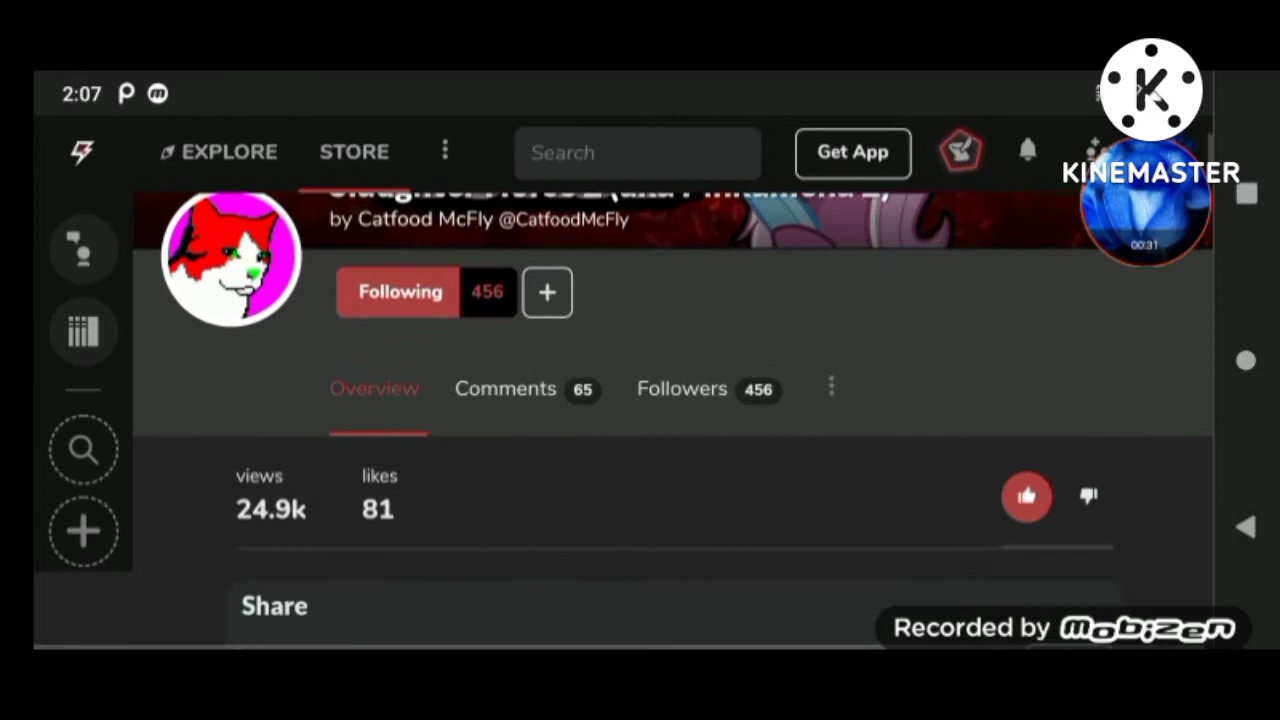 2:07
EXPLORE
STORE
Search
Get App
KINEMASTER
by Catfood McFly @CatfoodMcFly
00:31
Following 456 +
Overview
Comments 65
Followers 456
views
24.9k
likes
81
Share
Recorded by Mobizen